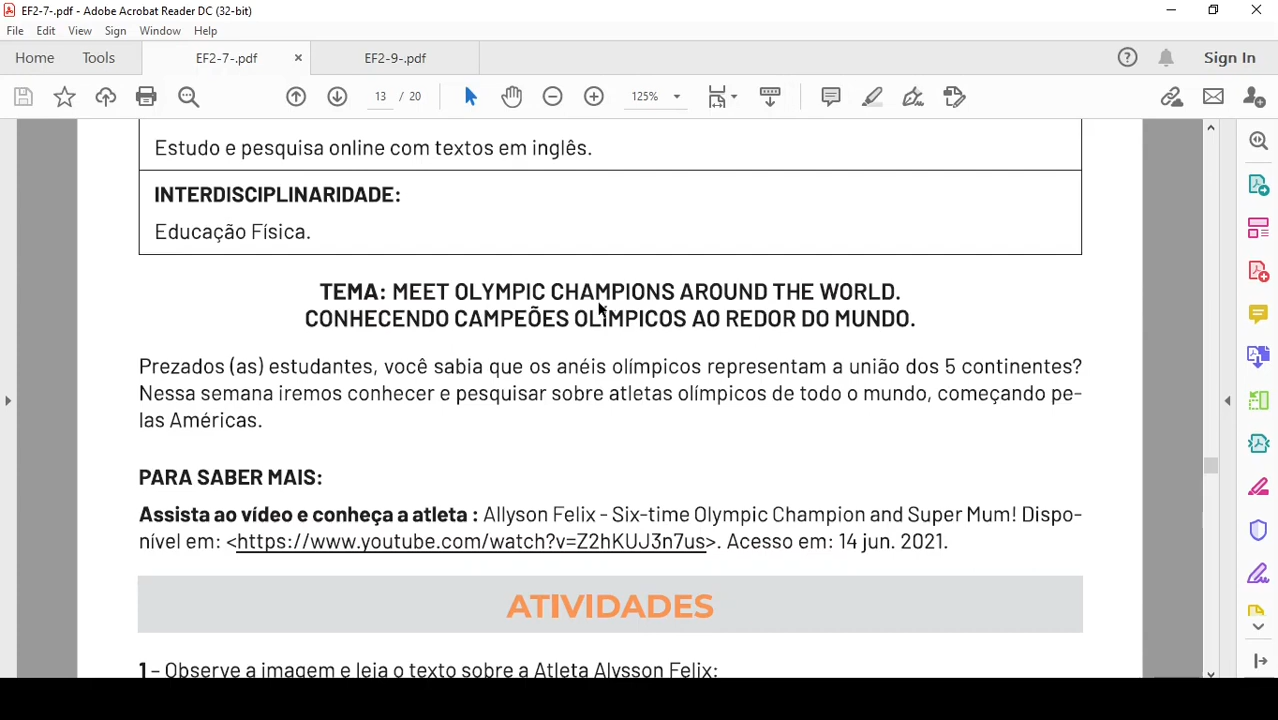 EF2-7-.pdf - Adobe Acrobat Reader DC (32-bit)
File Edit View Sign Window Help
Home Tools EF2-7-.pdf × EF2-9-.pdf Sign In
13 / 20 125%
Estudo e pesquisa online com textos em inglês.
INTERDISCIPLINARIDADE:
Educação Física.
TEMA: MEET OLYMPIC CHAMPIONS AROUND THE WORLD.
CONHECENDO CAMPEÕES OLÍMPICOS AO REDOR DO MUNDO.
Prezados (as) estudantes, você sabia que os anéis olímpicos representam a união dos 5 continentes?
Nessa semana iremos conhecer e pesquisar sobre atletas olímpicos de todo o mundo, começando pe-
las Américas.
PARA SABER MAIS:
Assista ao vídeo e conheça a atleta : Allyson Felix - Six-time Olympic Champion and Super Mum! Dispo-
nível em: <https://www.youtube.com/watch?v=Z2hKUJ3n7us>. Acesso em: 14 jun. 2021.
ATIVIDADES
1 – Observe a imagem e leia o texto sobre a Atleta Alysson Felix: